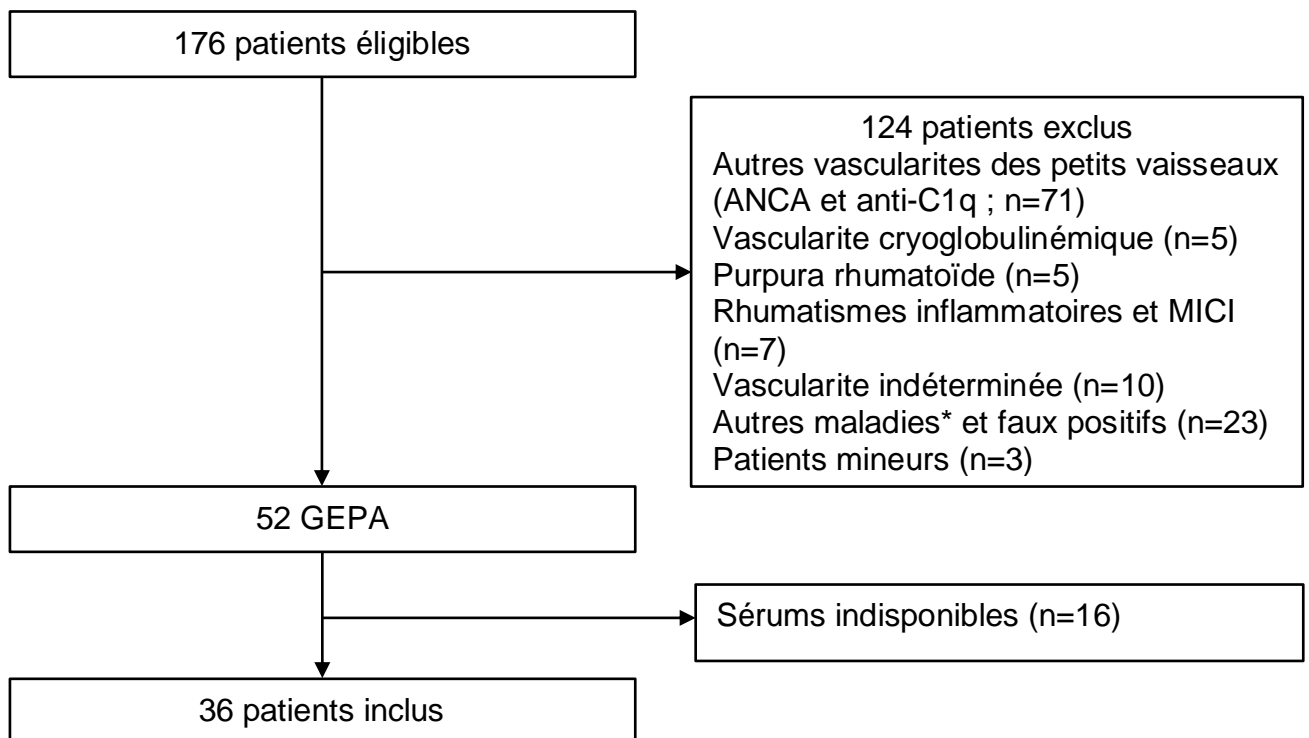 176 patients éligibles
124 patients exclus
Autres vascularites des petits vaisseaux
(ANCA et anti-C1q ; n=71)
Vascularite cryoglobulinémique (n=5)
Purpura rhumatoïde (n=5)
Rhumatismes inflammatoires et MICI
(n=7)
Vascularite indéterminée (n=10)
Autres maladies* et faux positifs (n=23)
Patients mineurs (n=3)
52 GEPA
Sérums indisponibles (n=16)
36 patients inclus